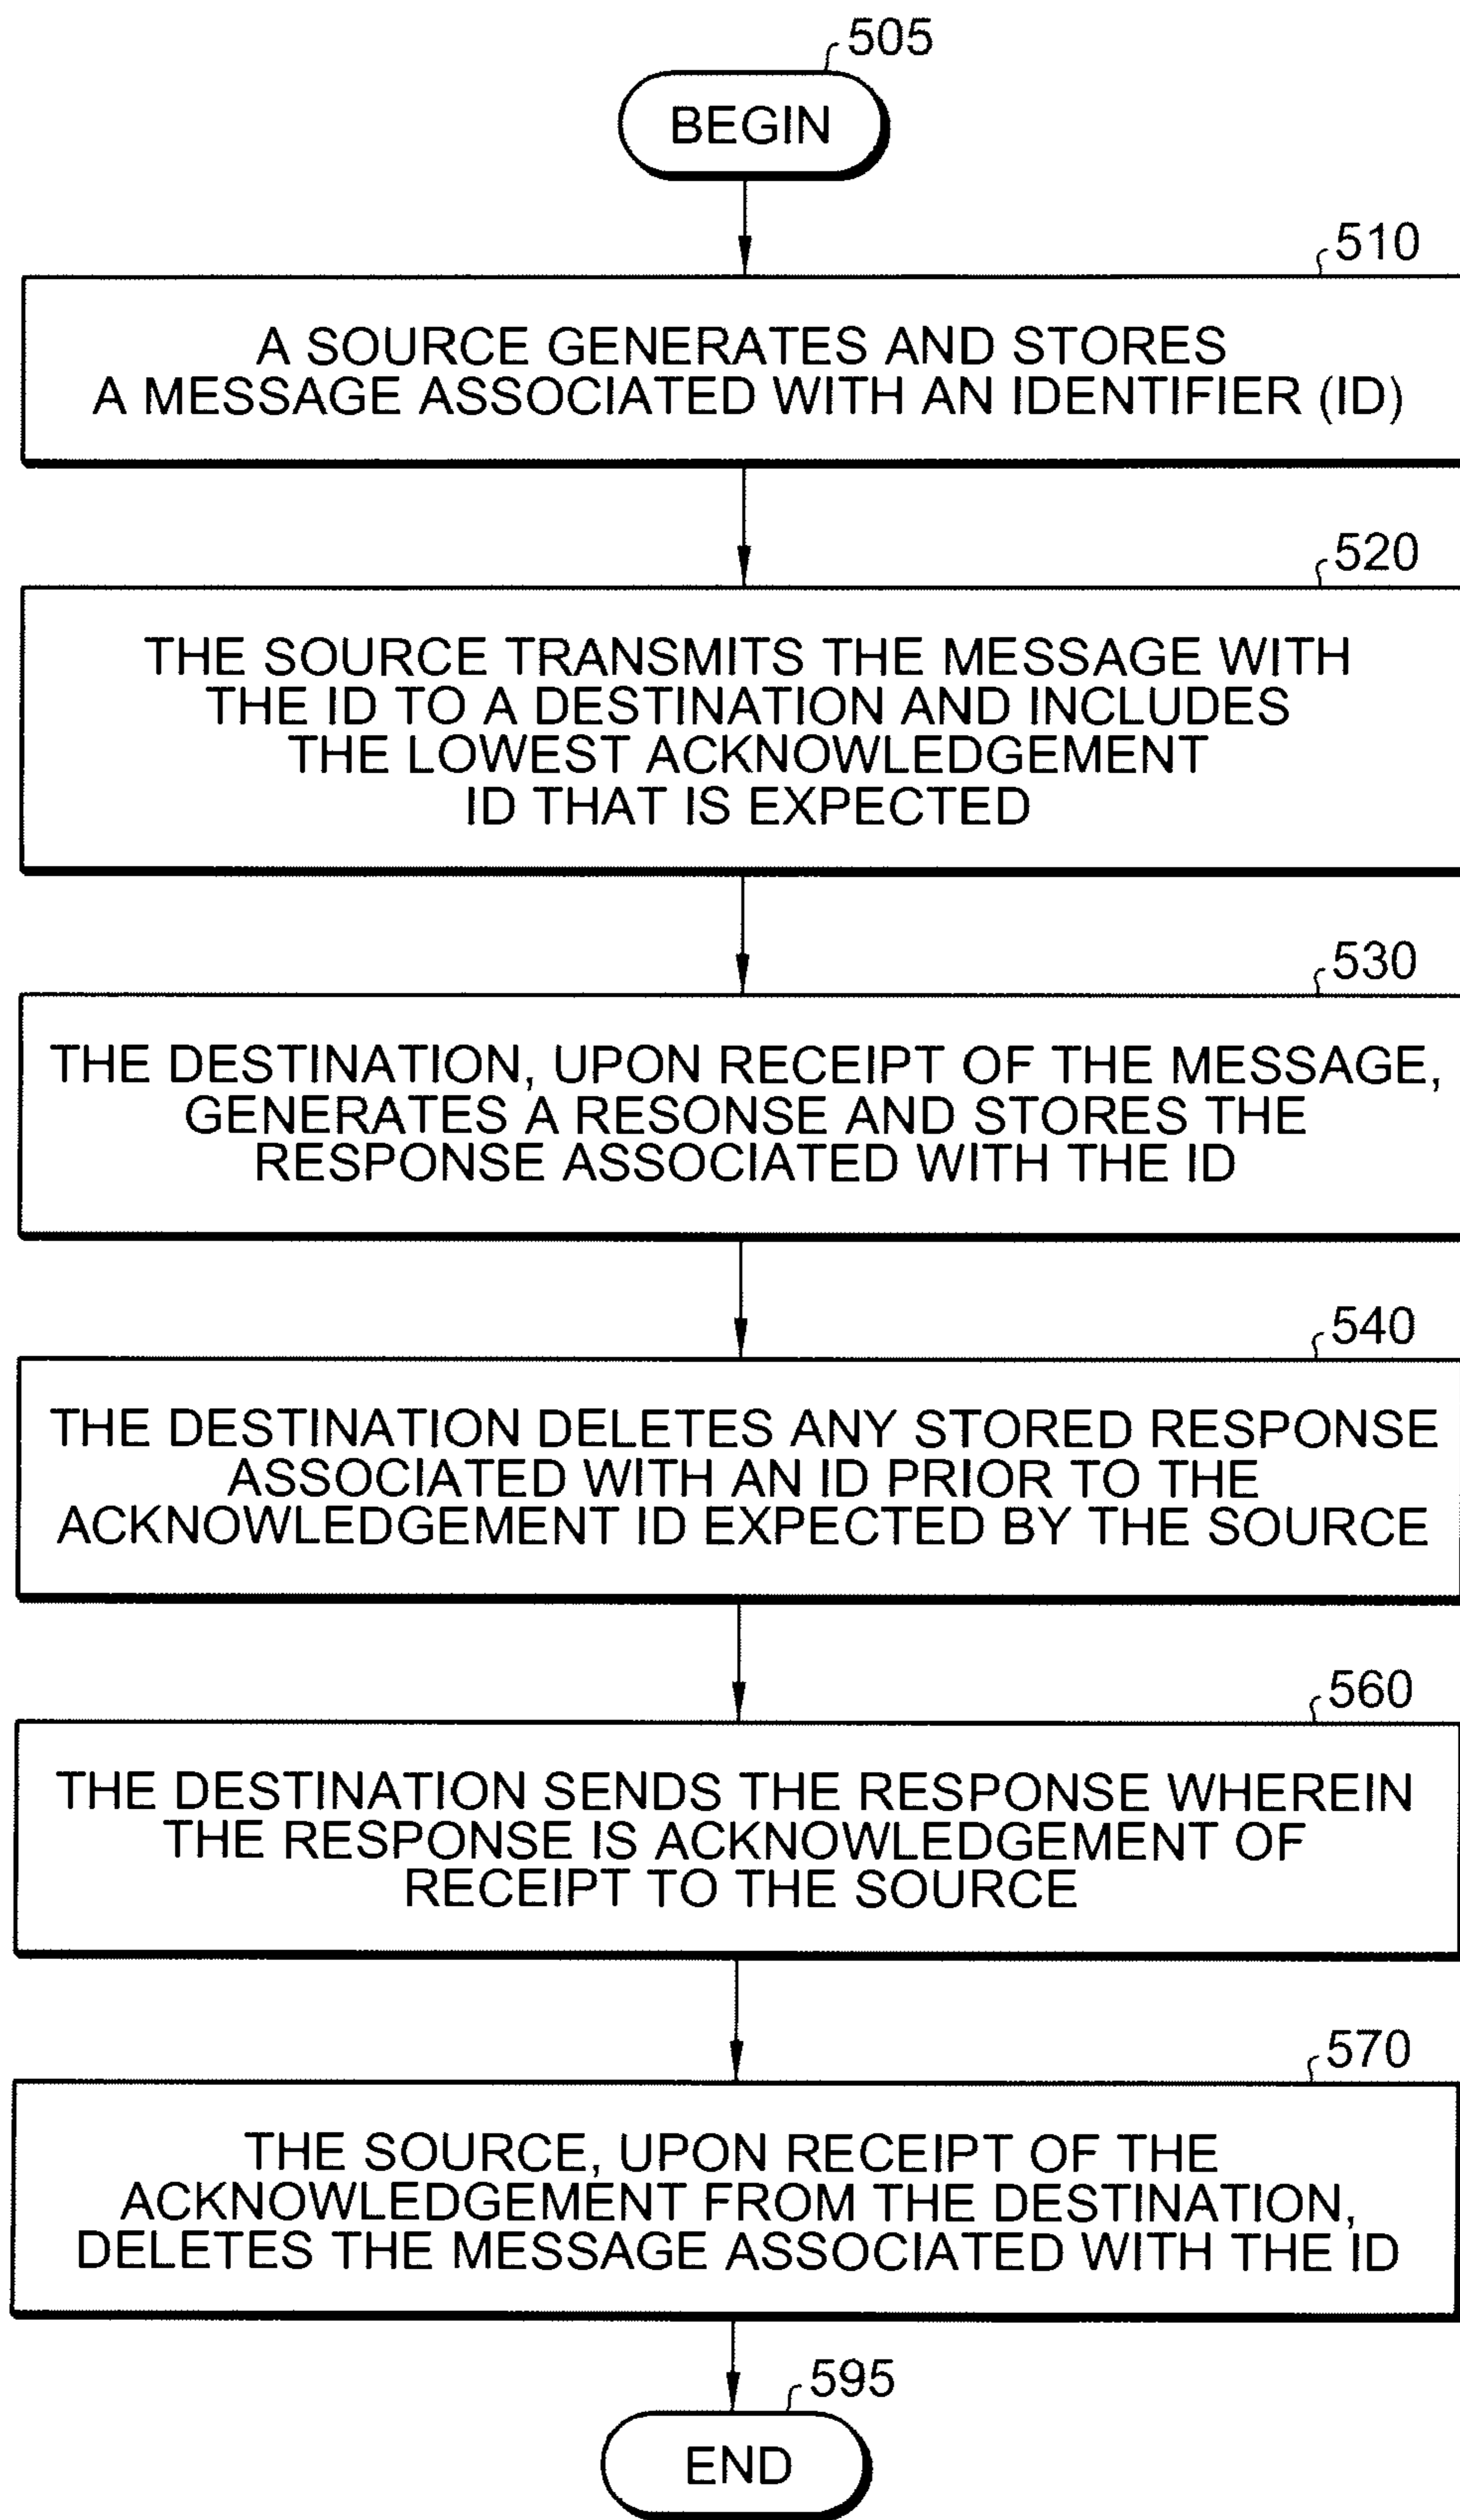 505
BEGIN
510
A SOURCE GENERATES AND STORES
A MESSAGE ASSOCIATED WITH AN IDENTIFIER (ID)
520
THE SOURCE TRANSMITS THE MESSAGE WITH
THE ID TO A DESTINATION AND INCLUDES
THE LOWEST ACKNOWLEDGEMENT
ID THAT IS EXPECTED
530
THE DESTINATION, UPON RECEIPT OF THE MESSAGE,
GENERATES A RESONSE AND STORES THE
RESPONSE ASSOCIATED WITH THE ID
540
THE DESTINATION DELETES ANY STORED RESPONSE
ASSOCIATED WITH AN ID PRIOR TO THE
ACKNOWLEDGEMENT ID EXPECTED BY THE SOURCE
560
THE DESTINATION SENDS THE RESPONSE WHEREIN
THE RESPONSE IS ACKNOWLEDGEMENT OF
RECEIPT TO THE SOURCE
570
THE SOURCE, UPON RECEIPT OF THE
ACKNOWLEDGEMENT FROM THE DESTINATION,
DELETES THE MESSAGE ASSOCIATED WITH THE ID
595
END